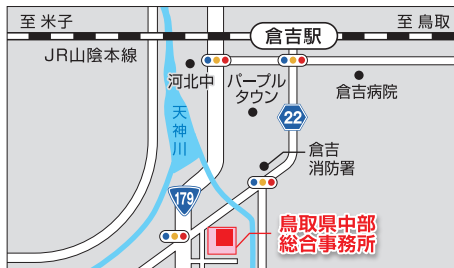 至 米子
至 鳥取
倉吉駅
JR山陰本線
河北中
パープル
タウン
倉吉病院
天神川
22
倉吉
消防署
179
鳥取県中部
総合事務所